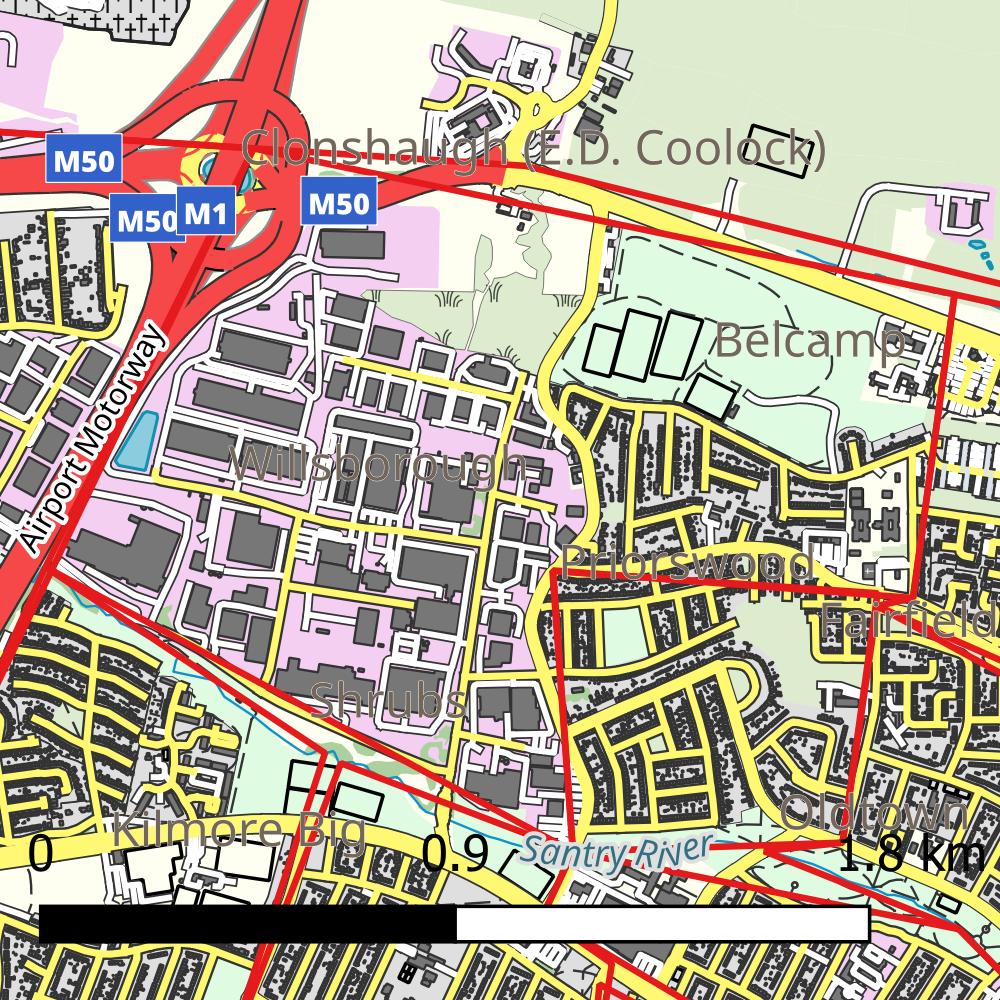 Clonshaugh (E.D. Coolock)
M50
M50
M1
M50
Belcamp
Airport Motorway
Willsborough
Priorswood
Fairfield
Shrubs
Oldtown
Kilmore Big
Santry River
0
0.9
1.8 km